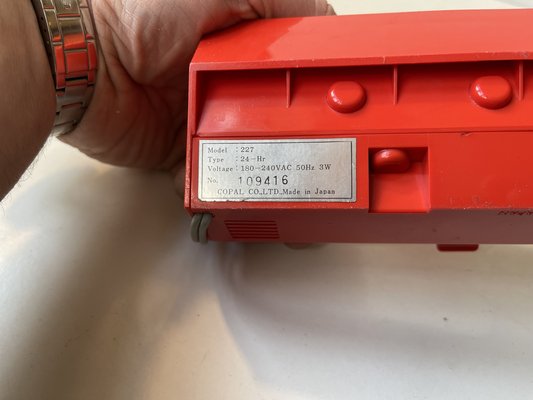 Model : 227
Type : 24-Hr
Voltage : 180-240VAC 50Hz 3W
No. 109416
COPAL CO.,LTD.,Made in Japan